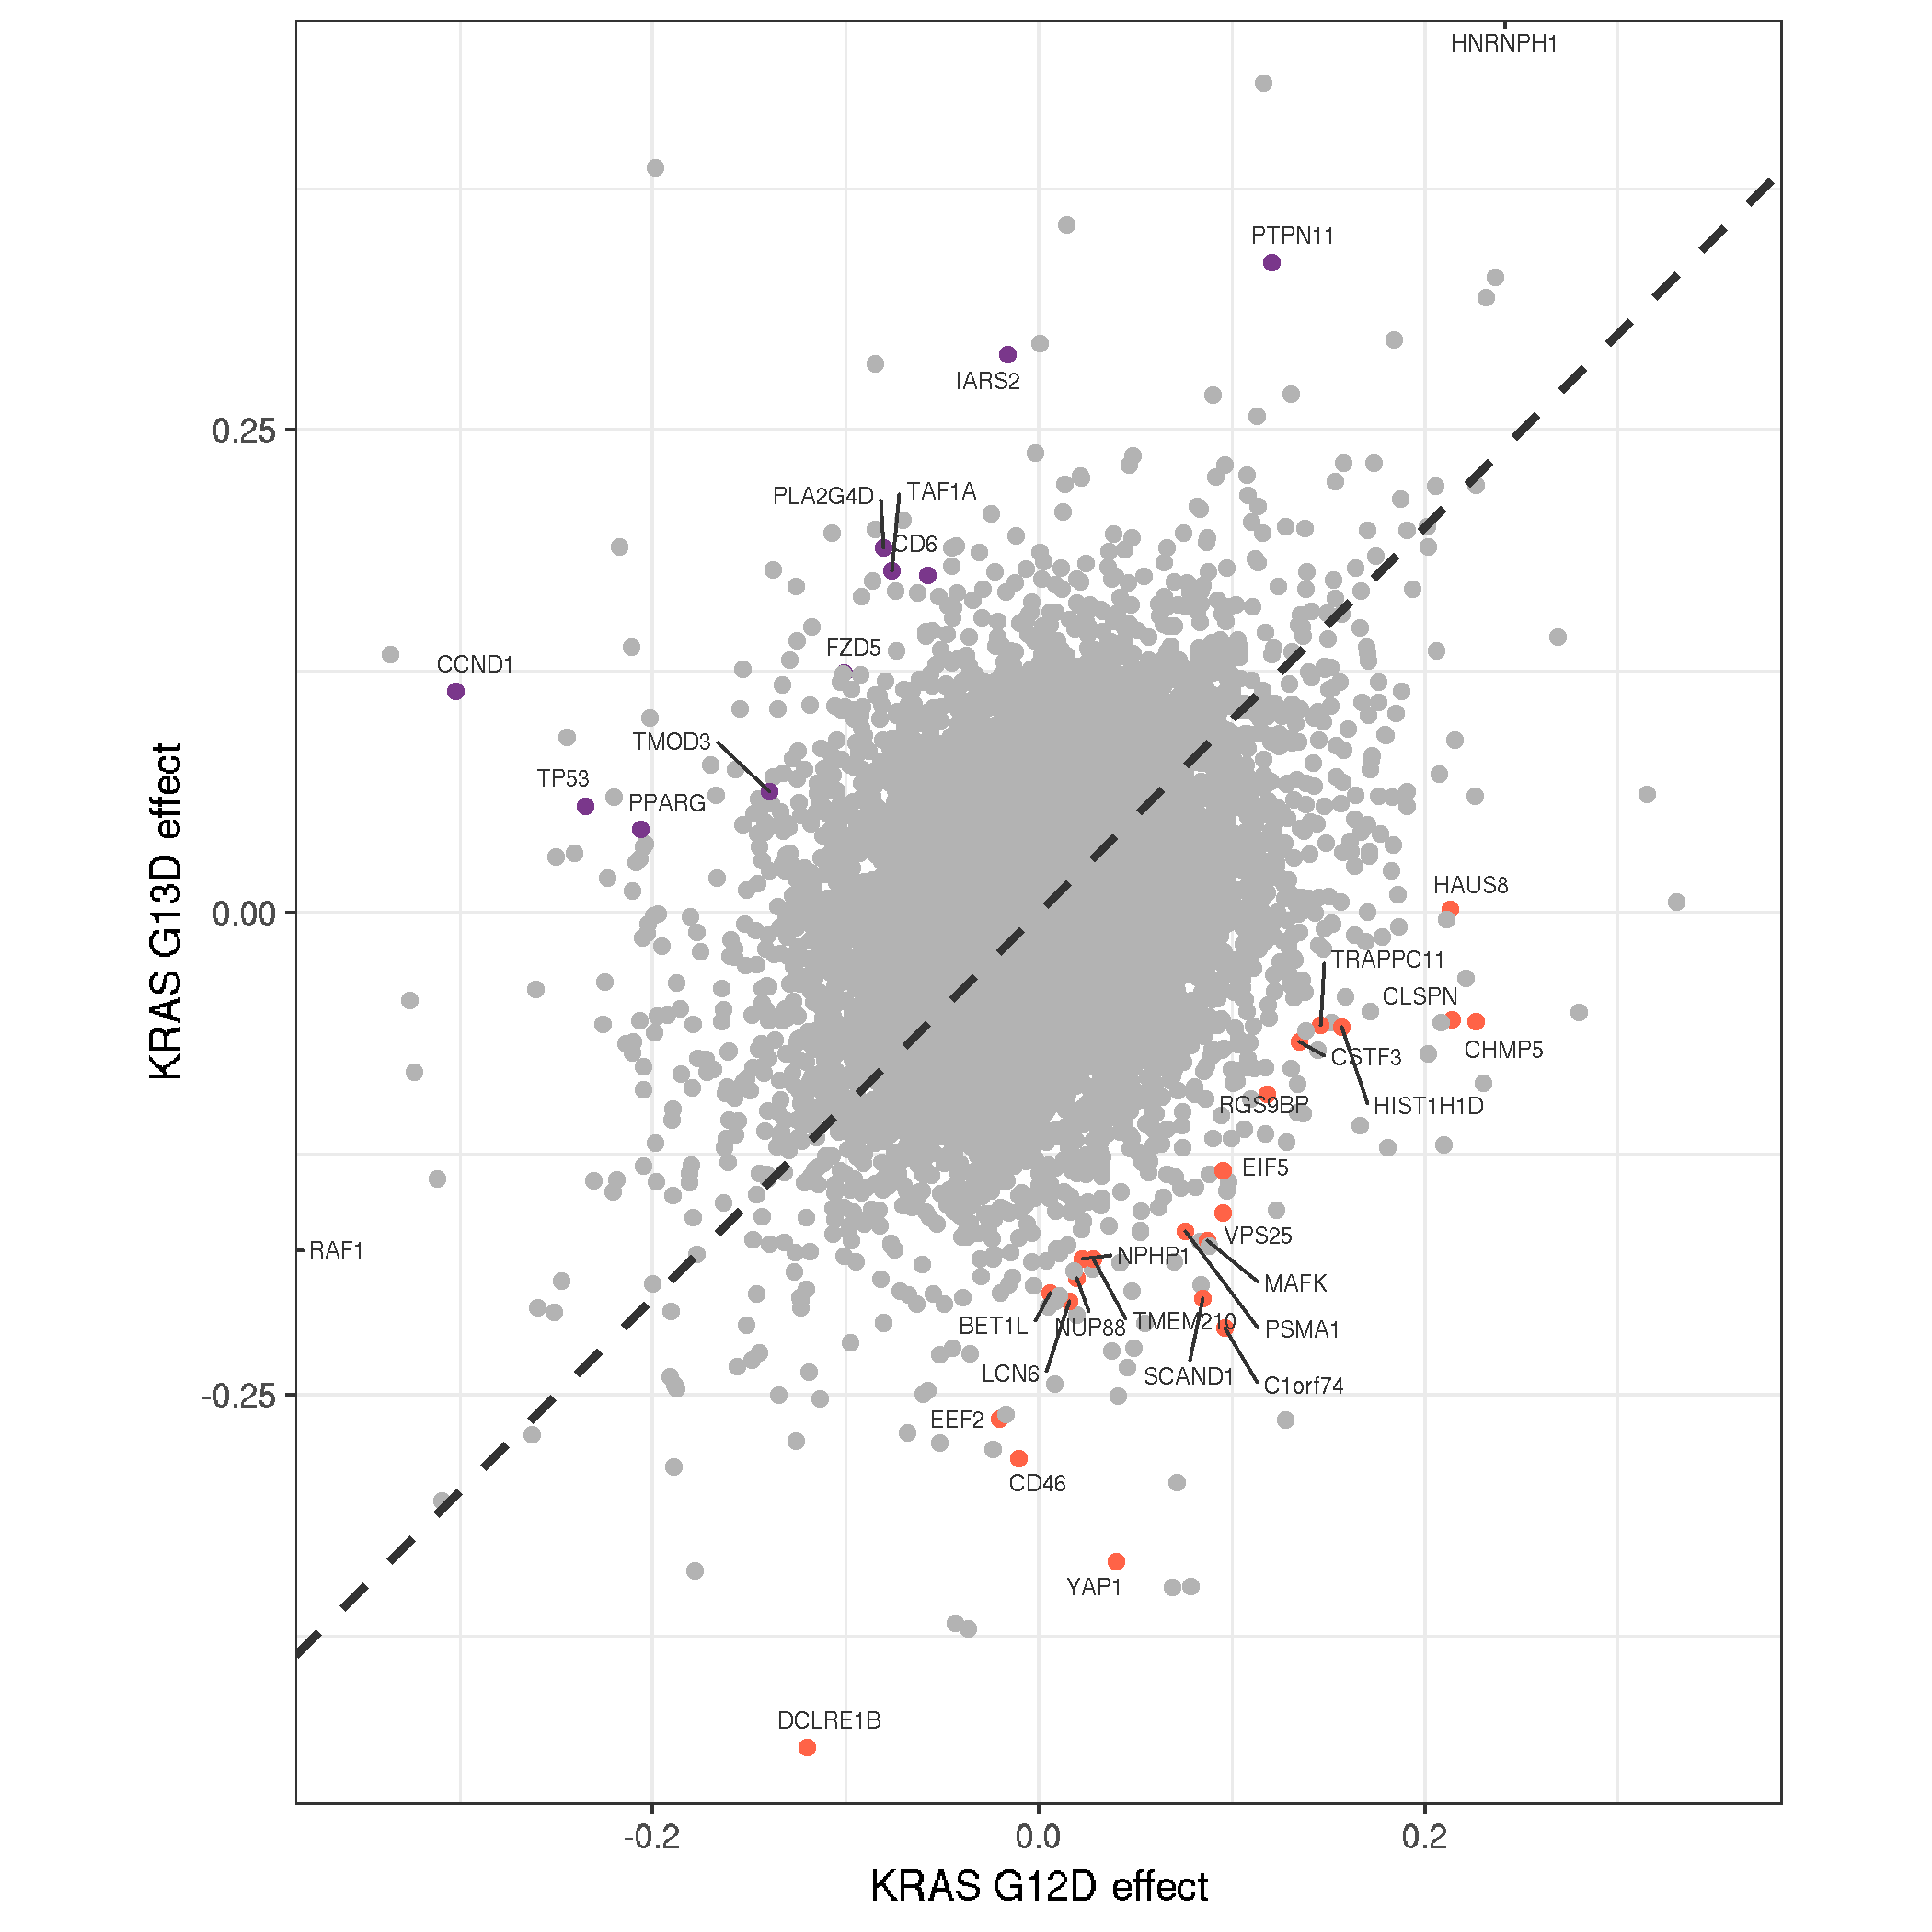 HNRNPH1
PTPN11
IARS2
0.25
PLA2G4D
TAF1A
CD6
FZD5
CCND1
TMOD3
TP53
PPARG
KRAS G13D effect
HAUS8
0.00
TRAPPC11
CLSPN
CHMP5
CSTF3
RGS9BP
HIST1H1D
EIF5
VPS25
RAF1
NPHP1
MAFK
BET1L
NUP88
TMEM210
PSMA1
LCN6
SCAND1
C1orf74
-0.25
EEF2
CD46
YAP1
DCLRE1B
-0.2
0.0
0.2
KRAS G12D effect